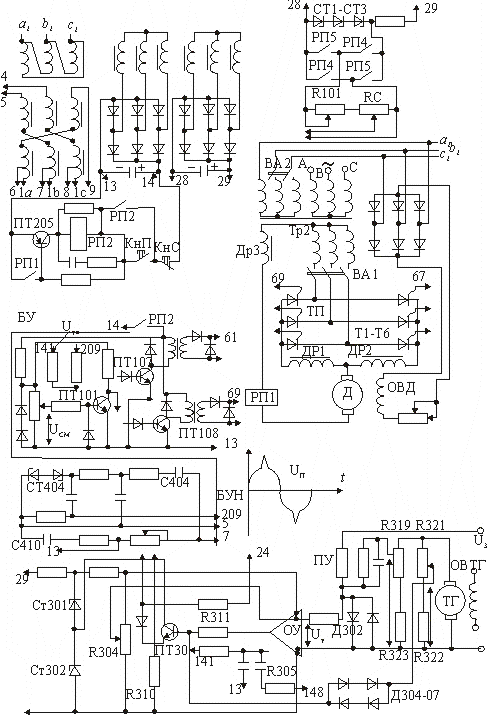 28
СТ1-СТ3
29
a₁ b₁ c₁
РП5
РП4
РП4
РП5
4
5
R101
RC
13
14
28
29
6 1a 7 1b 8 1c 9
ВА2
А
В
~
С
a₁
b₁
c₁
ПТ205
РП2
РП2
КнП
КнС
РП1
Др3
Тр2
ВА1
69
67
ТП
Т1-Т6
ДР1
ДР2
БУ
14
РП2
61
141
209
ПТ107
ПТ101
69
Uсм
ПТ108
13
РП1
Д
ОВД
СТ404
С404
БУН
209
5
7
С410
13
Uп
t
24
29
R319
R321
Uз
ОВТГ
ПУ
Ст301
R311
ОУ
Д302
Uу
ТГ
R304
ПТ30
R323
R322
Ст302
141
R305
R310
13
148
Д304-07